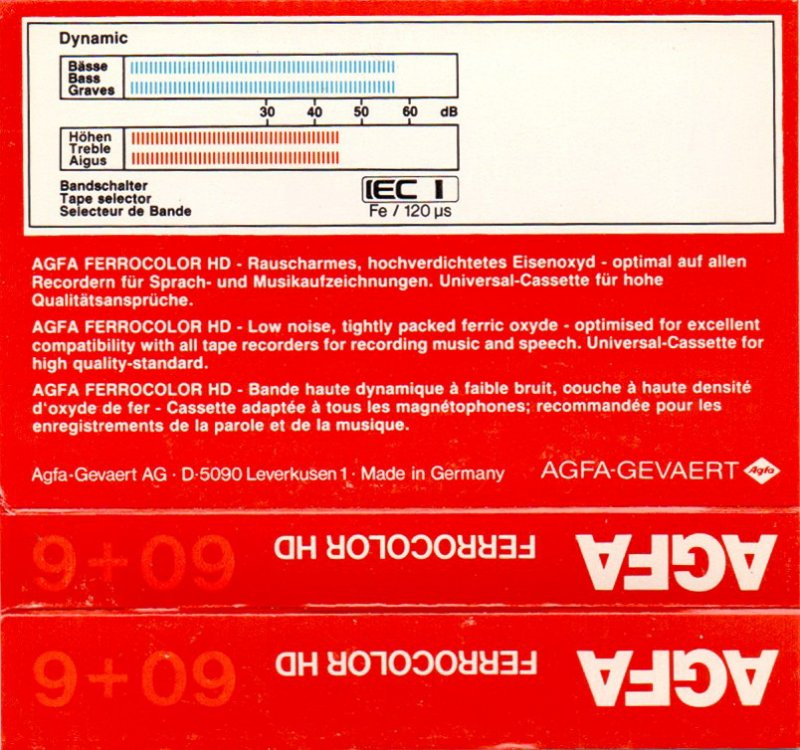 Dynamic
Bässe
Bass
Graves
30 40 50 60 dB
Höhen
Treble
Aigus
Bandschalter
Tape selector
Selecteur de Bande
IEC I
Fe / 120 µs
AGFA FERROCOLOR HD - Rauscharmes, hochverdichtetes Eisenoxyd - optimal auf allen
Recordern für Sprach- und Musikaufzeichnungen. Universal-Cassette für hohe
Qualitätsansprüche.
AGFA FERROCOLOR HD - Low noise, tightly packed ferric oxyde - optimised for excellent
compatibility with all tape recorders for recording music and speech. Universal-Cassette for
high quality-standard.
AGFA FERROCOLOR HD - Bande haute dynamique à faible bruit, couche à haute densité
d'oxyde de fer - Cassette adaptée à tous les magnétophones; recommandée pour les
enregistrements de la parole et de la musique.
Agfa-Gevaert AG · D-5090 Leverkusen 1 · Made in Germany
AGFA-GEVAERT Agfa
AGFA FERROCOLOR HD 60+6
AGFA FERROCOLOR HD 60+6